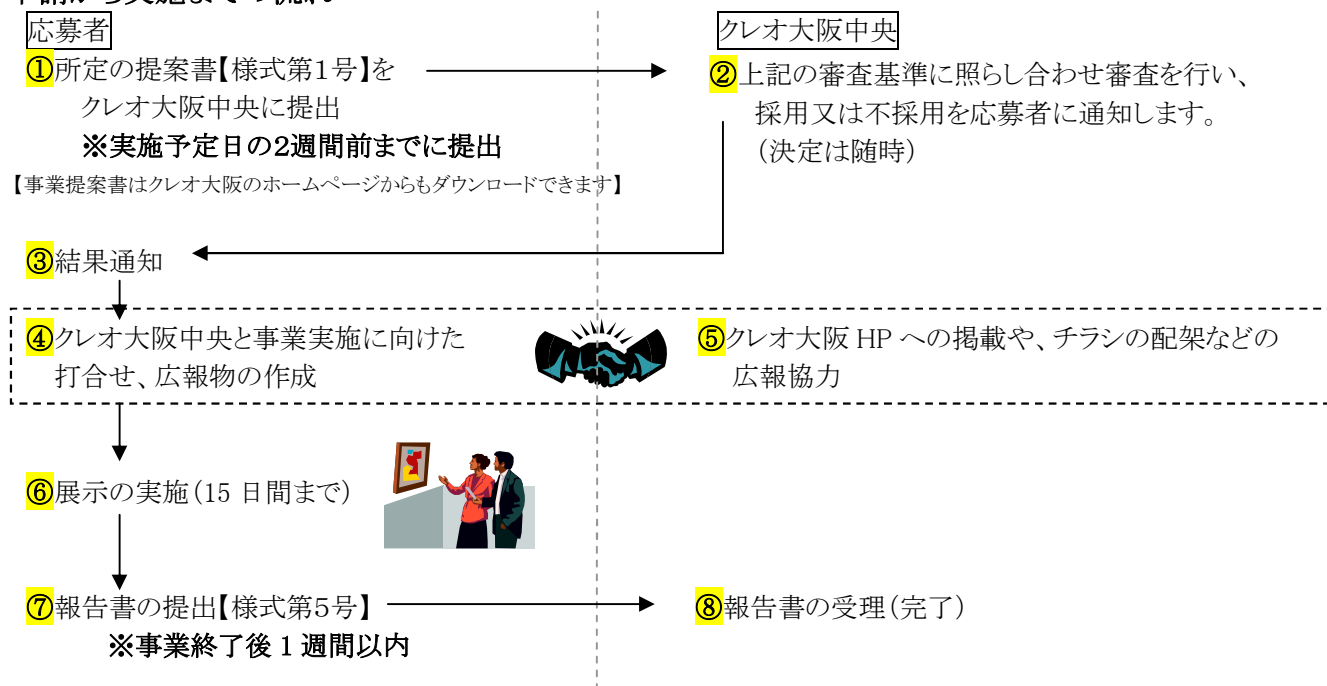 応募者
クレオ大阪中央
①所定の提案書【様式第1号】を
クレオ大阪中央に提出
※実施予定日の2週間前までに提出
【事業提案書はクレオ大阪のホームページからもダウンロードできます】
②上記の審査基準に照らし合わせ審査を行い、
採用又は不採用を応募者に通知します。
(決定は随時)
③結果通知
④クレオ大阪中央と事業実施に向けた
打合せ、広報物の作成
⑤クレオ大阪 HP への掲載や、チラシの配架などの
広報協力
⑥展示の実施(15 日間まで)
⑦報告書の提出【様式第5号】
※事業終了後 1 週間以内
⑧報告書の受理(完了)